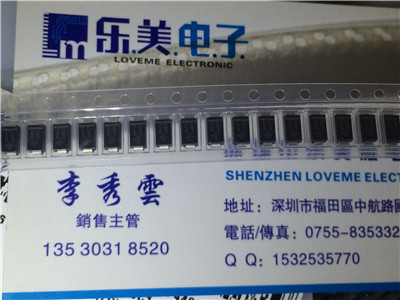 乐.美.电.子
LOVEME ELECTRONIC
李秀雲
銷售主管
135 3031 8520
SHENZHEN LOVEME ELECT
地址: 深圳市福田區中航路
電話/傳真: 0755-835332
Q Q: 1532535770